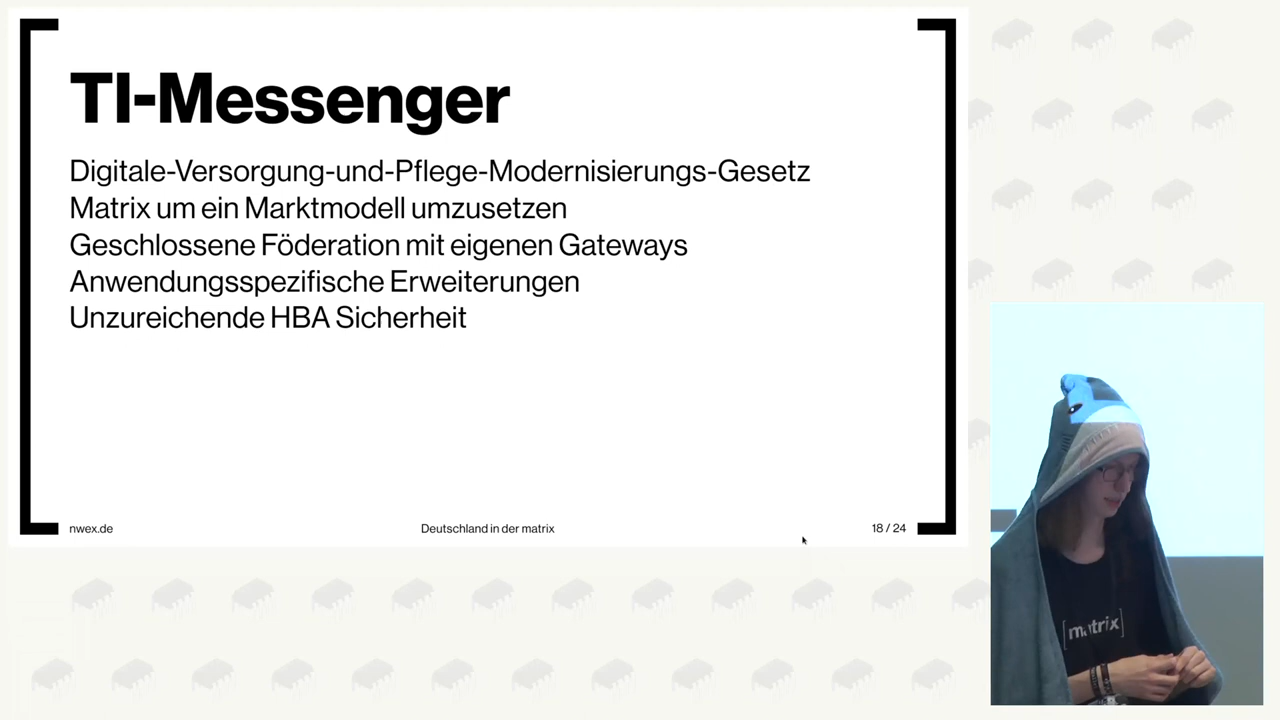 TI-Messenger
Digitale-Versorgung-und-Pflege-Modernisierungs-Gesetz
Matrix um ein Marktmodell umzusetzen
Geschlossene Föderation mit eigenen Gateways
Anwendungsspezifische Erweiterungen
Unzureichende HBA Sicherheit
nwex.de
Deutschland in der matrix
18 / 24
[matrix]